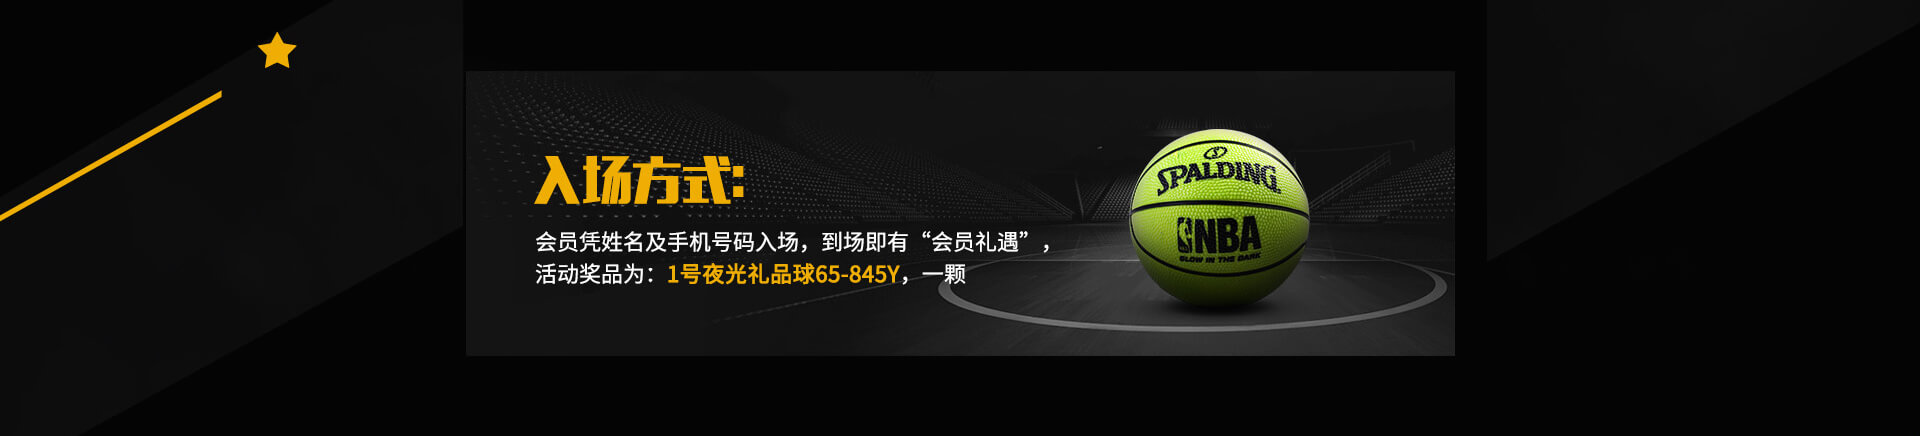 入场方式:
会员凭姓名及手机号码入场，到场即有“会员礼遇”，
活动奖品为：1号夜光礼品球65-845Y，一颗
SPALDING
NBA
GLOW IN THE DARK